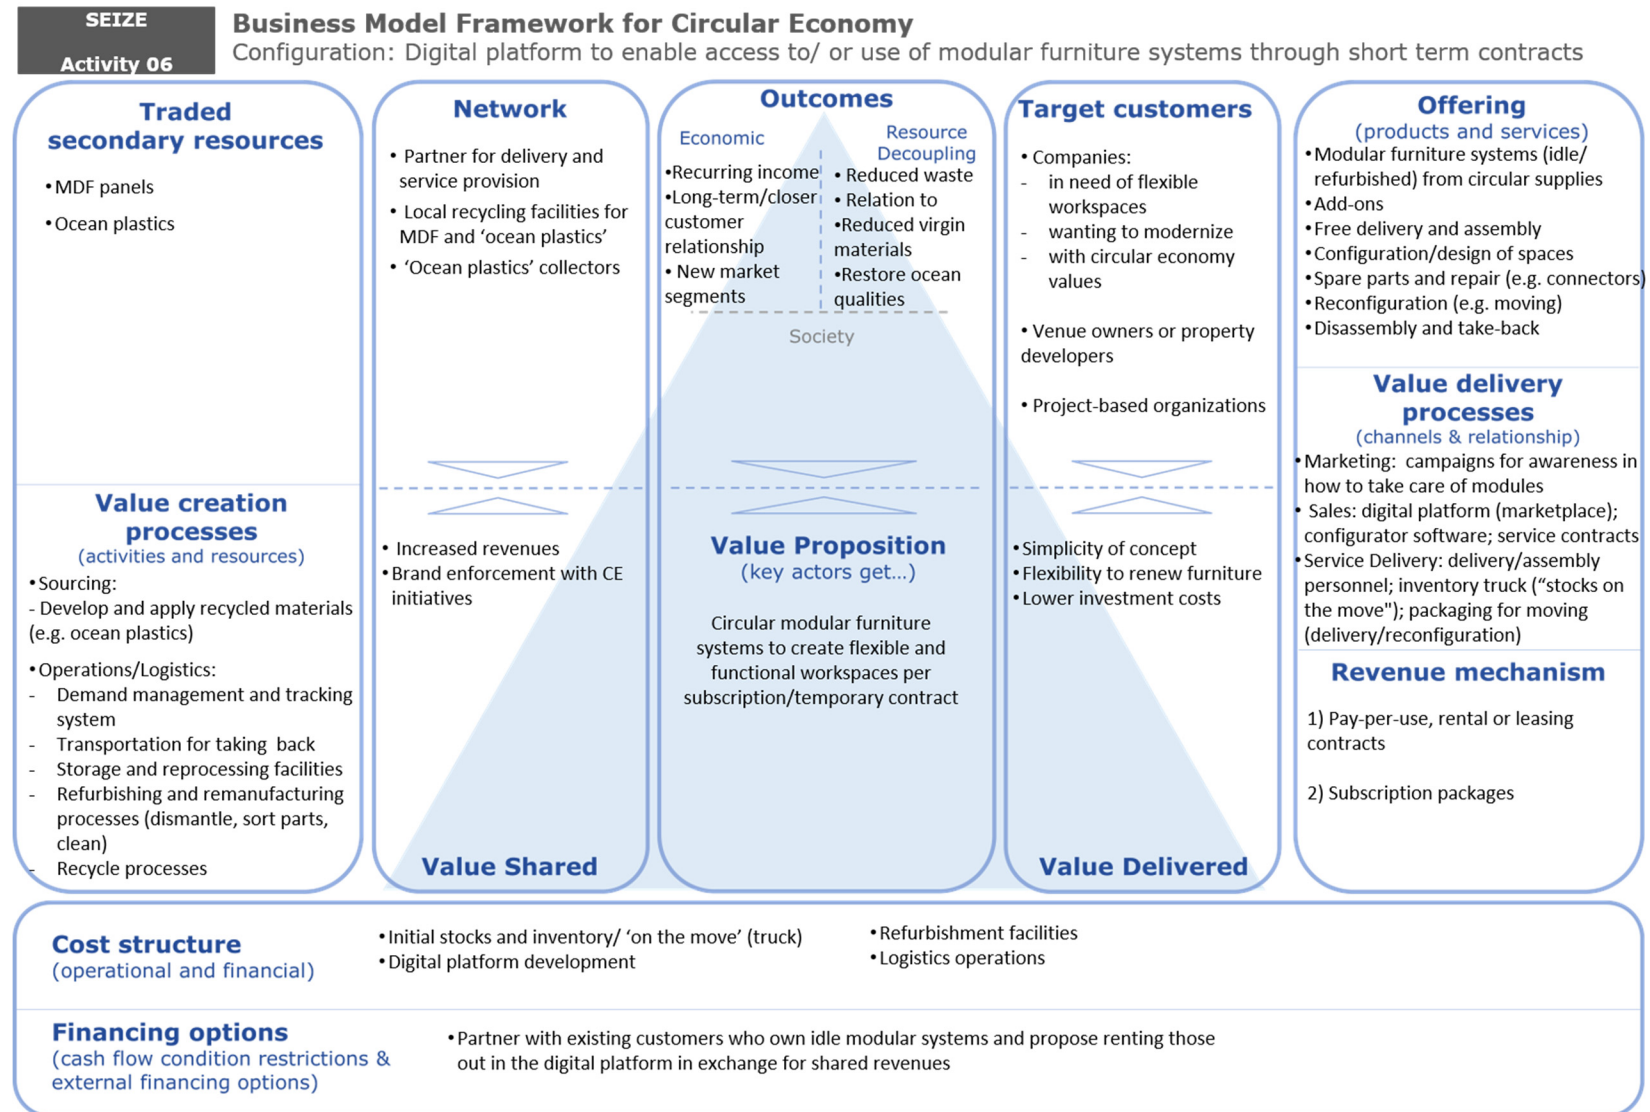 SEIZE
Activity 06
Business Model Framework for Circular Economy
Configuration: Digital platform to enable access to/ or use of modular furniture systems through short term contracts
Traded
secondary resources
•MDF panels
•Ocean plastics
Value creation
processes
(activities and resources)
•Sourcing:
- Develop and apply recycled materials
(e.g. ocean plastics)
•Operations/Logistics:
- Demand management and tracking
system
- Transportation for taking back
- Storage and reprocessing facilities
- Refurbishing and remanufacturing
processes (dismantle, sort parts,
clean)
- Recycle processes
Network
• Partner for delivery and
service provision
• Local recycling facilities for
MDF and ‘ocean plastics’
• ‘Ocean plastics’ collectors
• Increased revenues
•Brand enforcement with CE
initiatives
Value Shared
Outcomes
Economic
•Recurring income
•Long-term/closer
customer
relationship
• New market
segments
Resource
Decoupling
• Reduced waste
• Relation to
•Reduced virgin
materials
•Restore ocean
qualities
Society
Value Proposition
(key actors get…)
Circular modular furniture
systems to create flexible and
functional workspaces per
subscription/temporary contract
Target customers
• Companies:
- in need of flexible
workspaces
- wanting to modernize
- with circular economy
values
• Venue owners or property
developers
• Project-based organizations
•Simplicity of concept
•Flexibility to renew furniture
•Lower investment costs
Value Delivered
Offering
(products and services)
•Modular furniture systems (idle/
refurbished) from circular supplies
•Add-ons
•Free delivery and assembly
•Configuration/design of spaces
•Spare parts and repair (e.g. connectors)
•Reconfiguration (e.g. moving)
•Disassembly and take-back
Value delivery
processes
(channels & relationship)
•Marketing: campaigns for awareness in
how to take care of modules
• Sales: digital platform (marketplace);
configurator software; service contracts
•Service Delivery: delivery/assembly
personnel; inventory truck (“stocks on
the move"); packaging for moving
(delivery/reconfiguration)
Revenue mechanism
1) Pay-per-use, rental or leasing
contracts
2) Subscription packages
Cost structure
(operational and financial)
•Initial stocks and inventory/ ‘on the move’ (truck)
•Digital platform development
•Refurbishment facilities
•Logistics operations
Financing options
(cash flow condition restrictions &
external financing options)
•Partner with existing customers who own idle modular systems and propose renting those
out in the digital platform in exchange for shared revenues